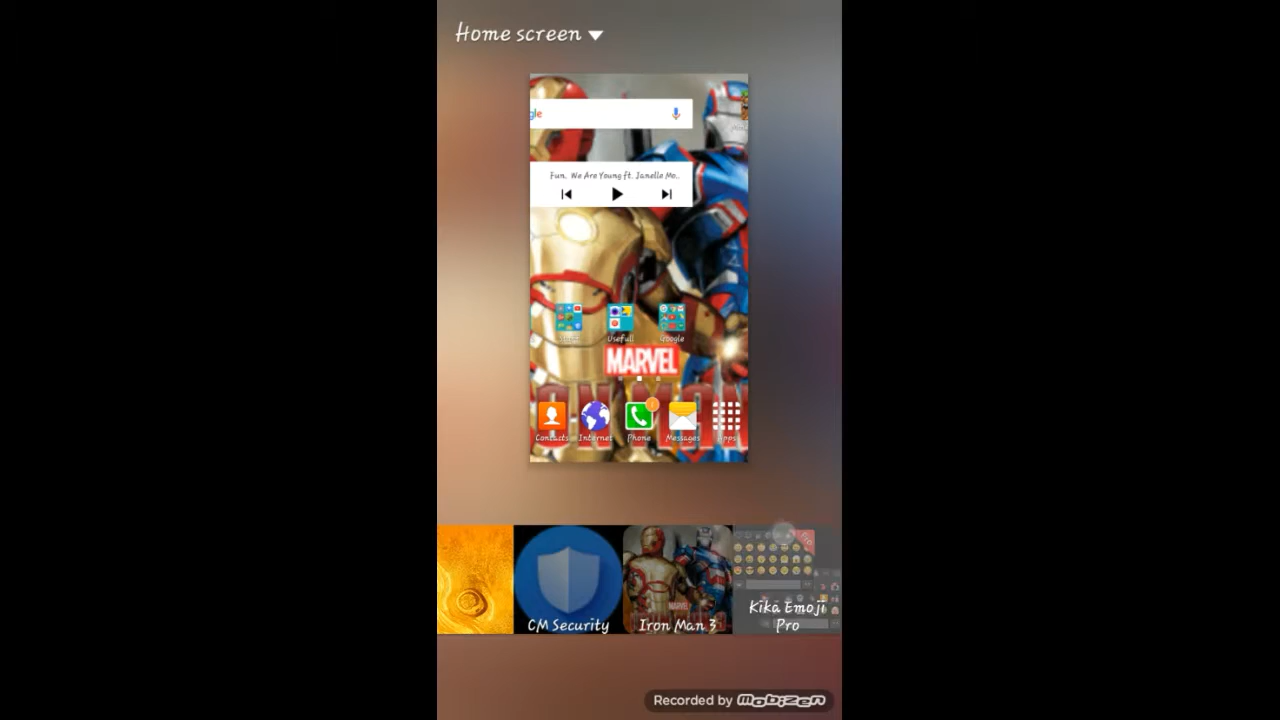 Home screen
gle
Fun. We Are Young ft. Janelle Mo..
Usefull
Google
MARVEL
Contacts
Internet
Phone
Messages
Apps
CM Security
Iron Man 3
Kika Emoji
Pro
Recorded by mobizen